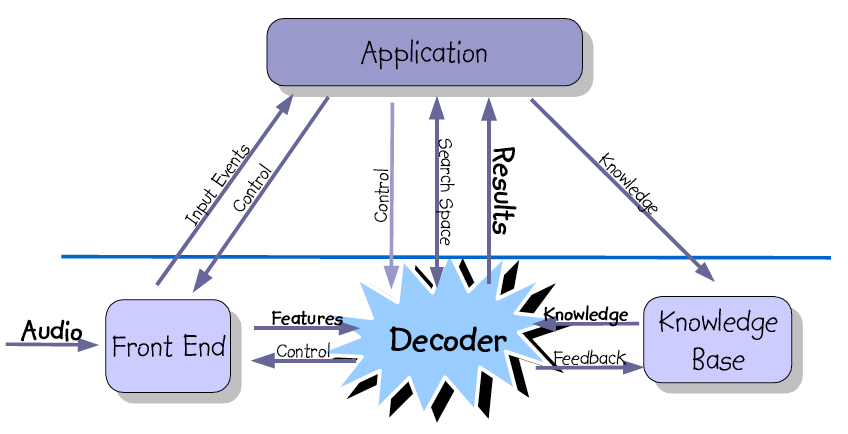 Application
Input Events
Control
Control
Search Space
Results
Knowledge
Audio
Front End
Features
Control
Decoder
Knowledge
Feedback
Knowledge
Base